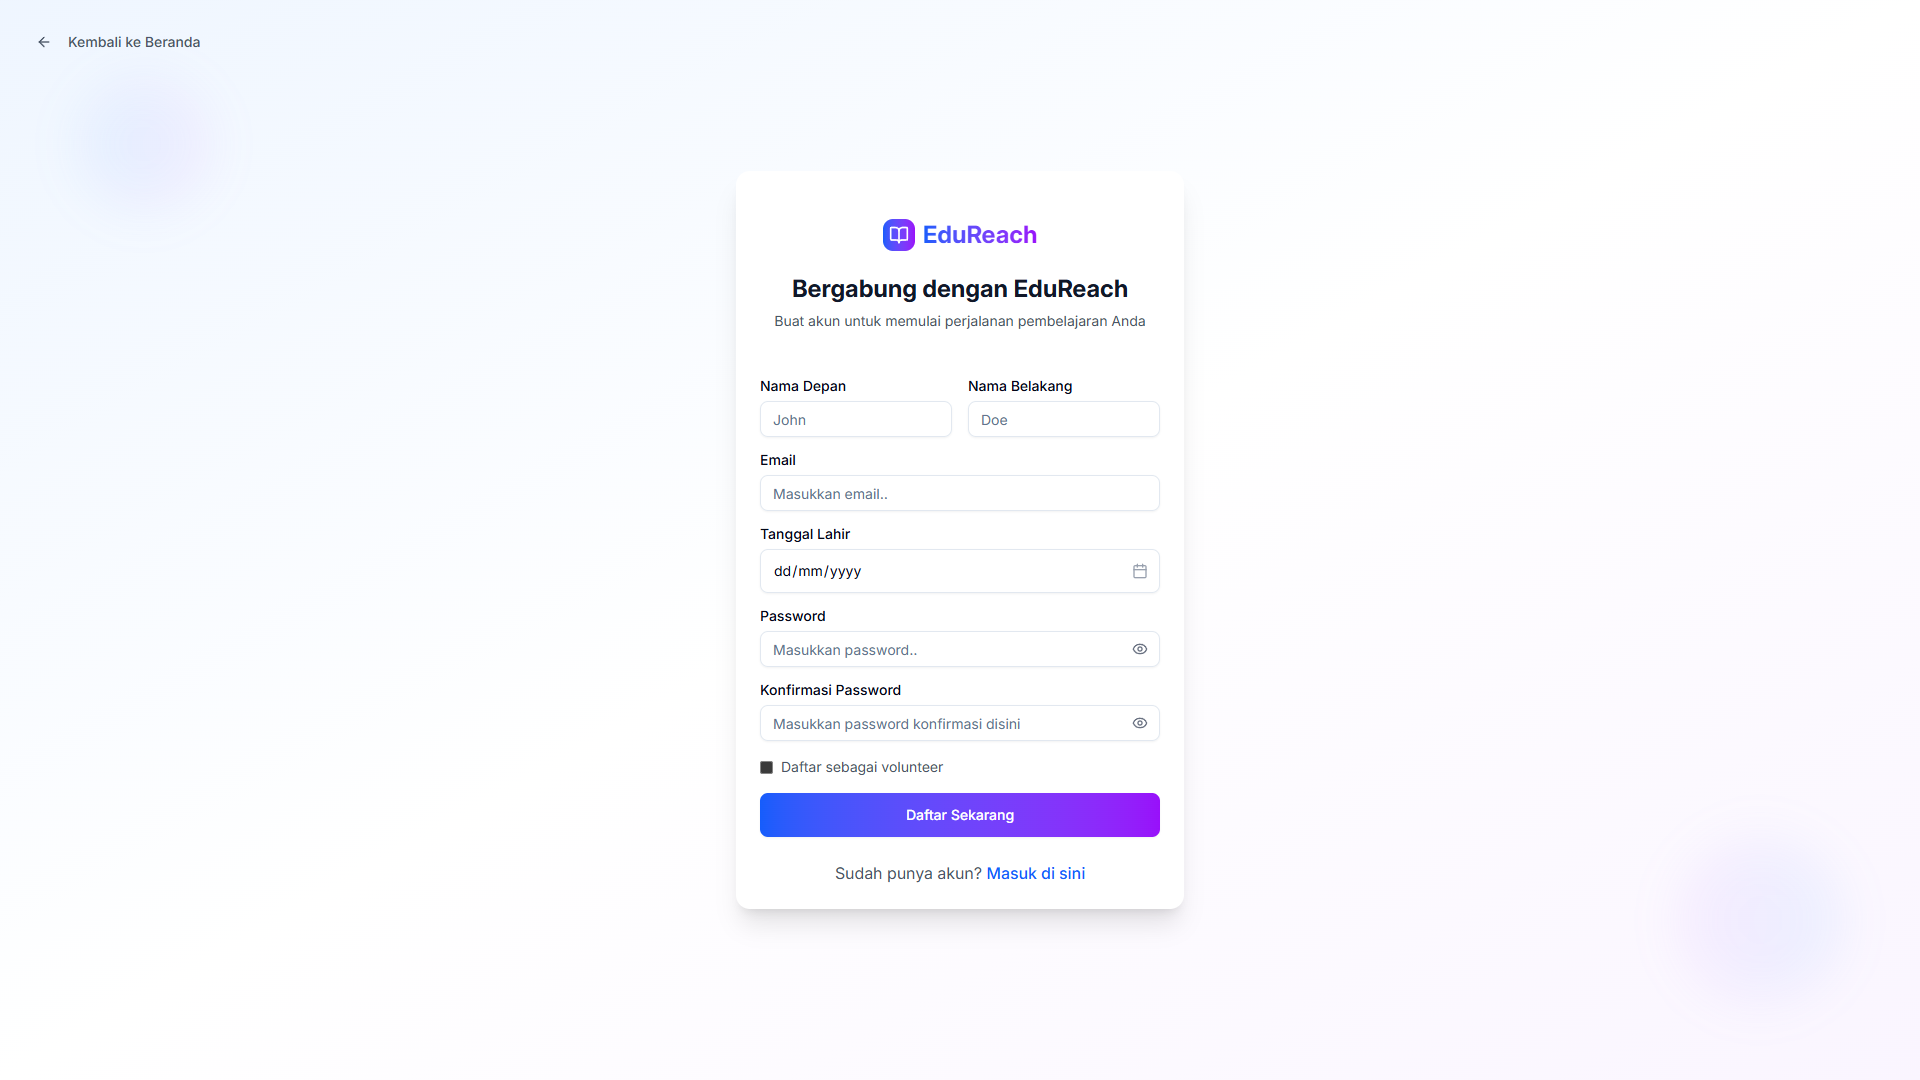 Kembali ke Beranda
EduReach
Bergabung dengan EduReach
Buat akun untuk memulai perjalanan pembelajaran Anda
Nama Depan
Nama Belakang
John
Doe
Email
Masukkan email..
Tanggal Lahir
dd/mm/yyyy
Password
Masukkan password..
Konfirmasi Password
Masukkan password konfirmasi disini
Daftar sebagai volunteer
Daftar Sekarang
Sudah punya akun? Masuk di sini